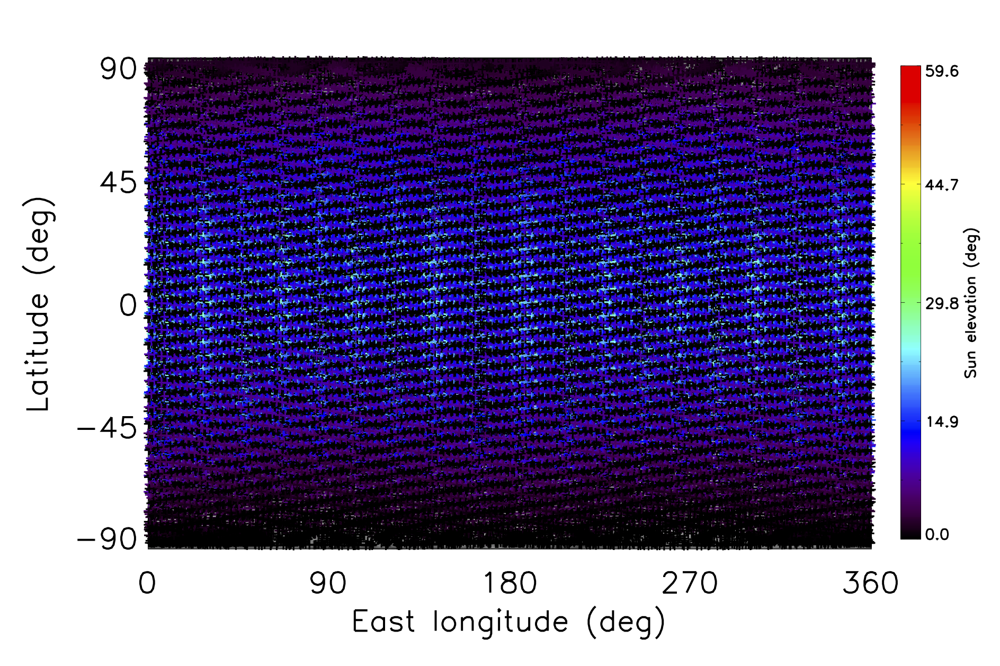 90
45
0
−45
−90
Latitude (deg)
0 90 180 270 360
East longitude (deg)
59.6
44.7
29.8
14.9
0.0
Sun elevation (deg)